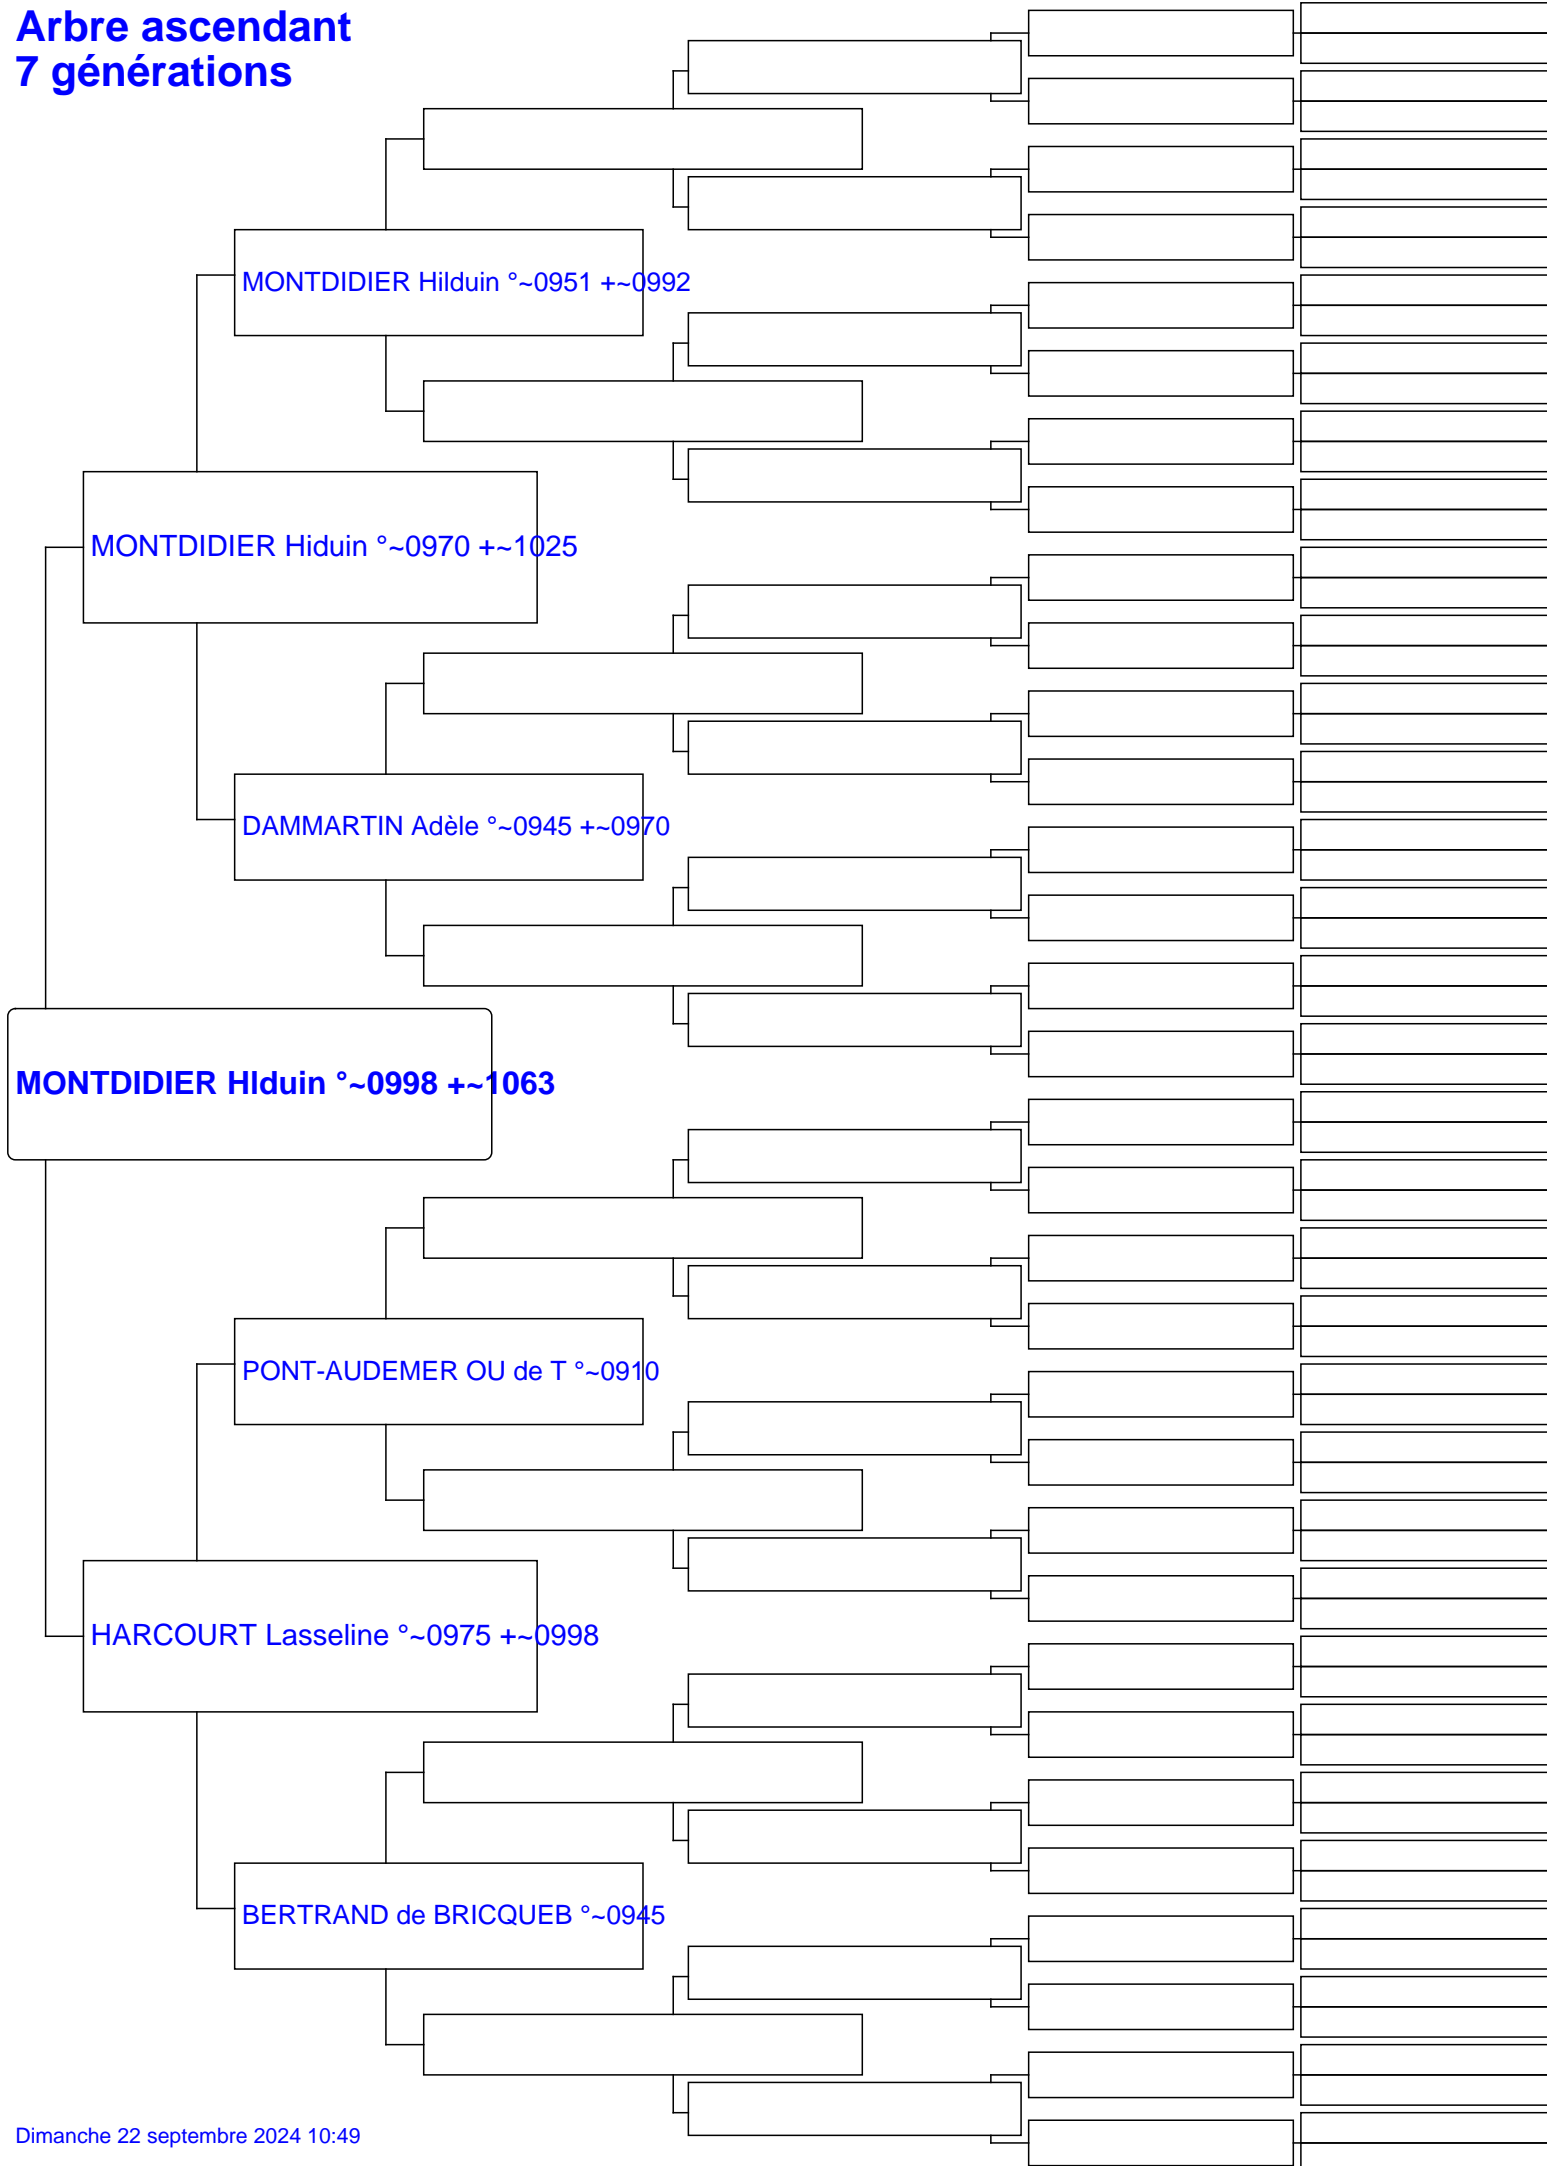 Arbre ascendant
7 générations
MONTDIDIER Hilduin °~0951 +~0992
MONTDIDIER Hiduin °~0970 +~1025
DAMMARTIN Adèle °~0945 +~0970
MONTDIDIER HIduin °~0998 +~1063
PONT-AUDEMER OU de T °~0910
HARCOURT Lasseline °~0975 +~0998
BERTRAND de BRICQUEB °~0945
Dimanche 22 septembre 2024 10:49